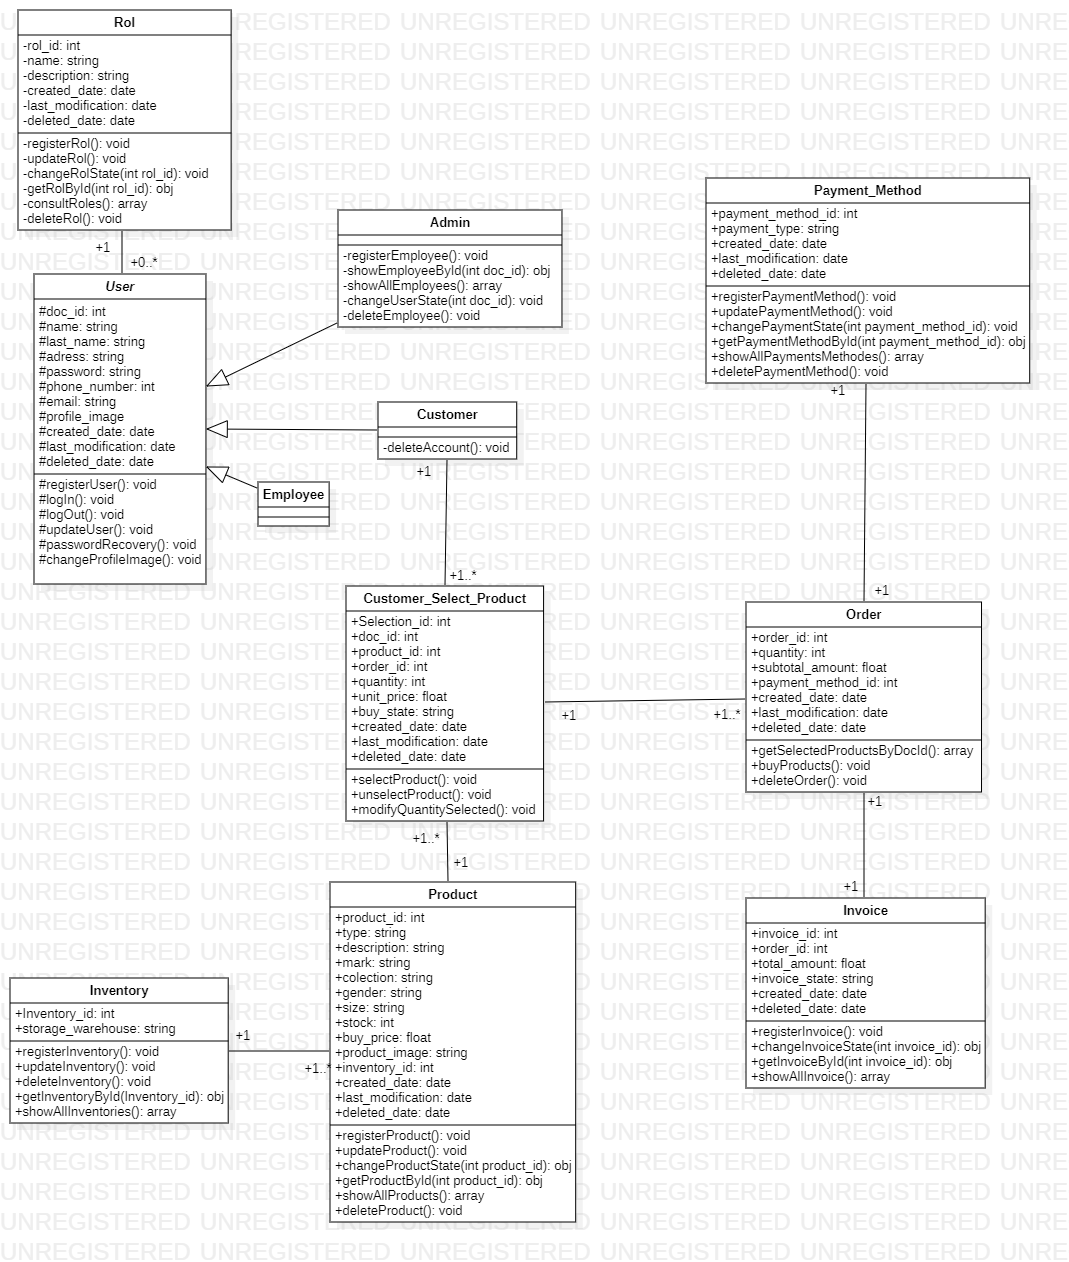 Rol
-rol_id: int
-name: string
-description: string
-created_date: date
-last_modification: date
-deleted_date: date
-registerRol(): void
-updateRol(): void
-changeRolState(int rol_id): void
-getRolById(int rol_id): obj
-consultRoles(): array
-deleteRol(): void
+1
+0..*
User
#doc_id: int
#name: string
#last_name: string
#adress: string
#password: string
#phone_number: int
#email: string
#profile_image
#created_date: date
#last_modification: date
#deleted_date: date
#registerUser(): void
#logIn(): void
#logOut(): void
#updateUser(): void
#passwordRecovery(): void
#changeProfileImage(): void
Admin
-registerEmployee(): void
-showEmployeeById(int doc_id): obj
-showAllEmployees(): array
-changeUserState(int doc_id): void
-deleteEmployee(): void
Customer
-deleteAccount(): void
+1
+1..*
Employee
Payment_Method
+payment_method_id: int
+payment_type: string
+created_date: date
+last_modification: date
+deleted_date: date
+registerPaymentMethod(): void
+updatePaymentMethod(): void
+changePaymentState(int payment_method_id): void
+getPaymentMethodById(int payment_method_id): obj
+showAllPaymentsMethodes(): array
+deletePaymentMethod(): void
+1
+1
Customer_Select_Product
+Selection_id: int
+doc_id: int
+product_id: int
+order_id: int
+quantity: int
+unit_price: float
+buy_state: string
+created_date: date
+last_modification: date
+deleted_date: date
+selectProduct(): void
+unselectProduct(): void
+modifyQuantitySelected(): void
+1
+1..*
Order
+order_id: int
+quantity: int
+subtotal_amount: float
+payment_method_id: int
+created_date: date
+last_modification: date
+deleted_date: date
+getSelectedProductsByDocId(): array
+buyProducts(): void
+deleteOrder(): void
+1
+1
+1..*
+1
Product
+product_id: int
+type: string
+description: string
+mark: string
+colection: string
+gender: string
+size: string
+stock: int
+buy_price: float
+product_image: string
+inventory_id: int
+created_date: date
+last_modification: date
+deleted_date: date
+registerProduct(): void
+updateProduct(): void
+changeProductState(int product_id): obj
+getProductById(int product_id): obj
+showAllProducts(): array
+deleteProduct(): void
Inventory
+Inventory_id: int
+storage_warehouse: string
+registerInventory(): void
+updateInventory(): void
+deleteInventory(): void
+getInventoryById(Inventory_id): obj
+showAllInventories(): array
+1
+1..*
Invoice
+invoice_id: int
+order_id: int
+total_amount: float
+invoice_state: string
+created_date: date
+deleted_date: date
+registerInvoice(): void
+changeInvoiceState(int invoice_id): obj
+getInvoiceById(int invoice_id): obj
+showAllInvoice(): array
UNREGISTERED UNREGISTERED UNREGISTERED UNREGISTERED UNREGISTERED